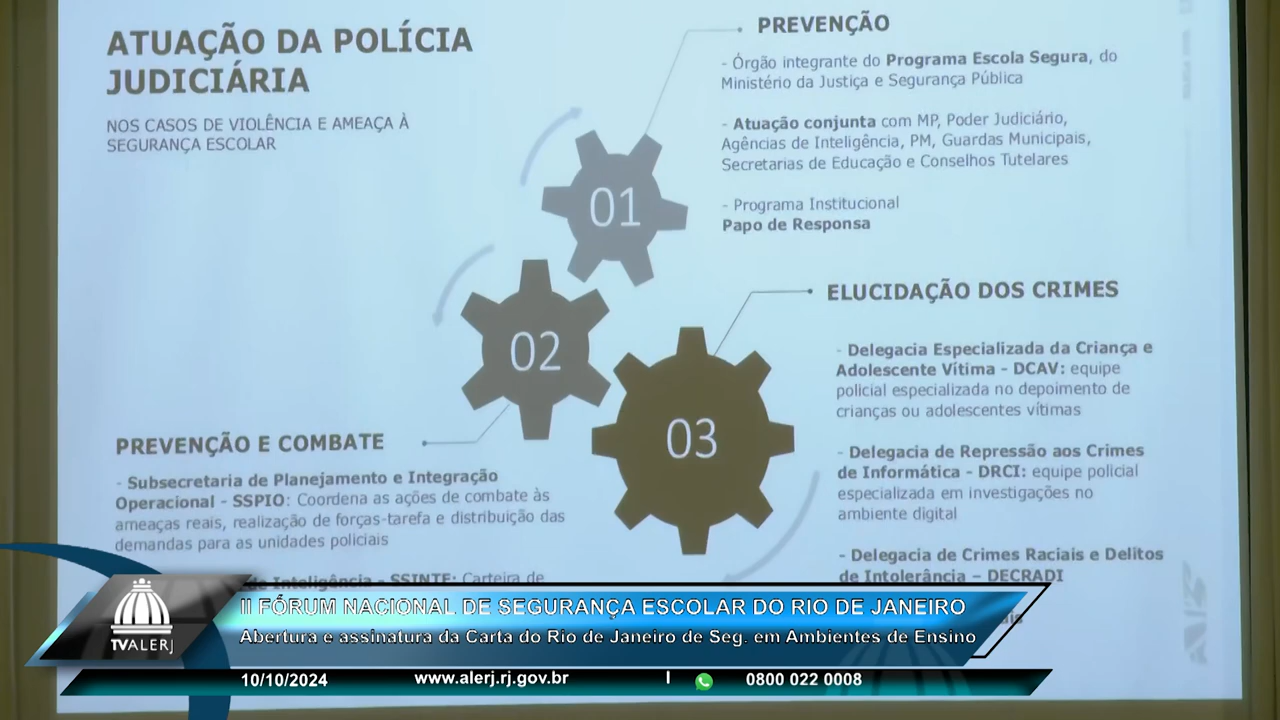 ATUAÇÃO DA POLÍCIA
JUDICIÁRIA
NOS CASOS DE VIOLÊNCIA E AMEAÇA À
SEGURANÇA ESCOLAR
PREVENÇÃO
- Órgão integrante do Programa Escola Segura, do
Ministério da Justiça e Segurança Pública
- Atuação conjunta com MP, Poder Judiciário,
Agências de Inteligência, PM, Guardas Municipais,
Secretarias de Educação e Conselhos Tutelares
- Programa Institucional
Papo de Responsa
01
02
03
PREVENÇÃO E COMBATE
- Subsecretaria de Planejamento e Integração
Operacional - SSPIO: Coordena as ações de combate às
ameaças reais, realização de forças-tarefa e distribuição das
demandas para as unidades policiais
de Inteligência - SSINTE: Carteira de
ELUCIDAÇÃO DOS CRIMES
- Delegacia Especializada da Criança e
Adolescente Vítima - DCAV: equipe
policial especializada no depoimento de
crianças ou adolescentes vítimas
- Delegacia de Repressão aos Crimes
de Informática - DRCI: equipe policial
especializada em investigações no
ambiente digital
- Delegacia de Crimes Raciais e Delitos
de Intolerância – DECRADI
II FÓRUM NACIONAL DE SEGURANÇA ESCOLAR DO RIO DE JANEIRO
Abertura e assinatura da Carta do Rio de Janeiro de Seg. em Ambientes de Ensino
TVALERJ
10/10/2024 www.alerj.rj.gov.br | 0800 022 0008